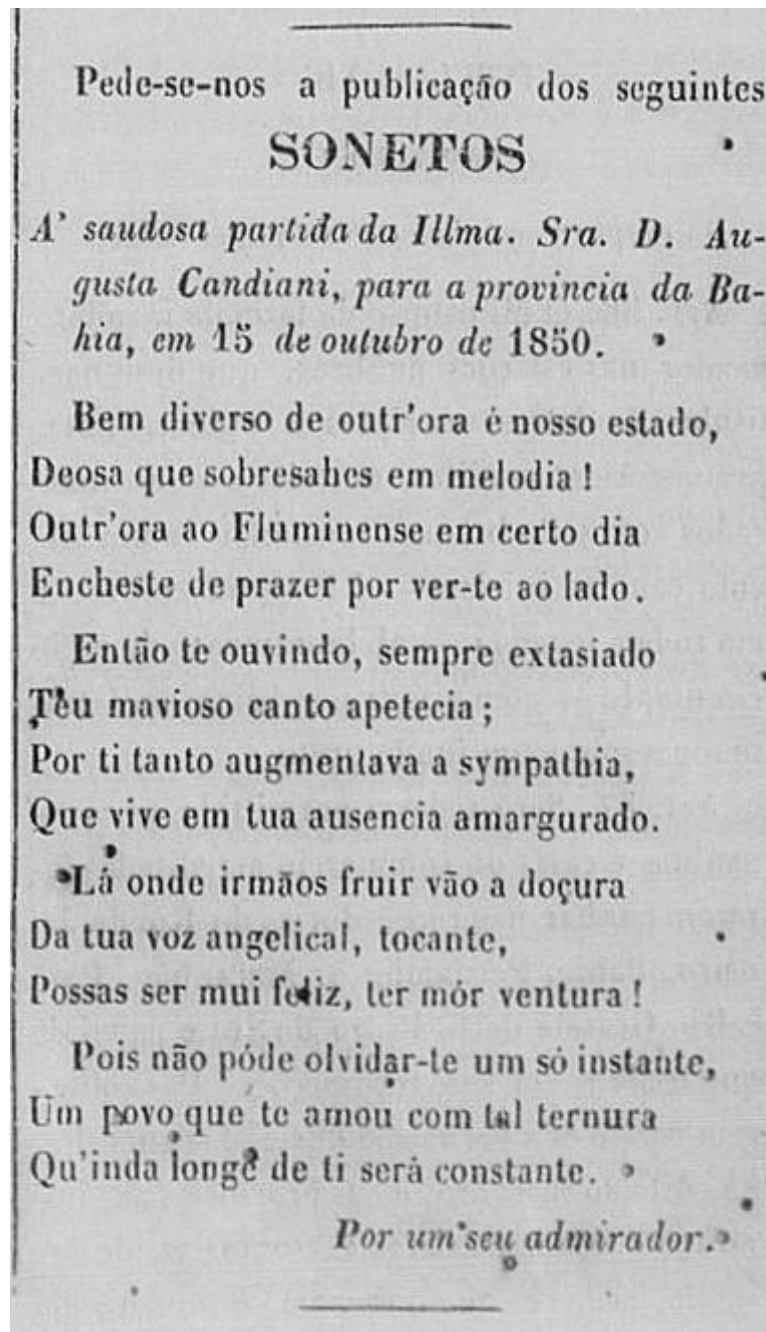 Pede-se-nos a publicação dos seguintes
SONETOS
A' saudosa partida da Illma. Sra. D. Au-
gusta Candiani, para a provincia da Ba-
hia, em 15 de outubro de 1850.
Bem diverso de outr'ora é nosso estado,
Deosa que sobresahes em melodia !
Outr'ora ao Fluminense em certo dia
Encheste de prazer por ver-te ao lado.
Então te ouvindo, sempre extasiado
Teu mavioso canto apetecia ;
Por ti tanto augmentava a sympathia,
Que vive em tua ausencia amargurado.
Lá onde irmãos fruir vão a doçura
Da tua voz angelical, tocante,
Possas ser mui feliz, ter mór ventura !
Pois não póde olvidar-te um só instante,
Um povo que te amou com tal ternura
Qu'inda longe de ti será constante.
Por um seu admirador.